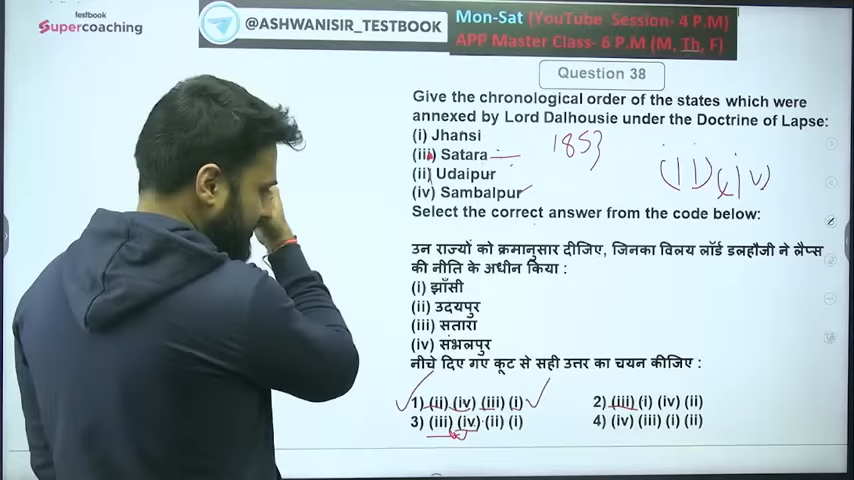 testbook
Supercoaching
@ASHWANISIR_TESTBOOK
Mon-Sat (YouTube Session- 4 P.M)
APP Master Class- 6 P.M (M, Th, F)
Question 38
Give the chronological order of the states which were
annexed by Lord Dalhousie under the Doctrine of Lapse:
(i) Jhansi
(iii) Satara
(ii) Udaipur
(iv) Sambalpur
1853
(ii) (iv)
Select the correct answer from the code below:
उन राज्यों को क्रमानुसार दीजिए, जिनका विलय लॉर्ड डलहौजी ने लैप्स
की नीति के अधीन किया :
(i) झाँसी
(ii) उदयपुर
(iii) सतारा
(iv) संभलपुर
नीचे दिए गए कूट से सही उत्तर का चयन कीजिए :
1) (ii) (iv) (iii) (i)
2) (iii) (i) (iv) (ii)
3) (iii) (iv) (ii) (i)
4) (iv) (iii) (i) (ii)